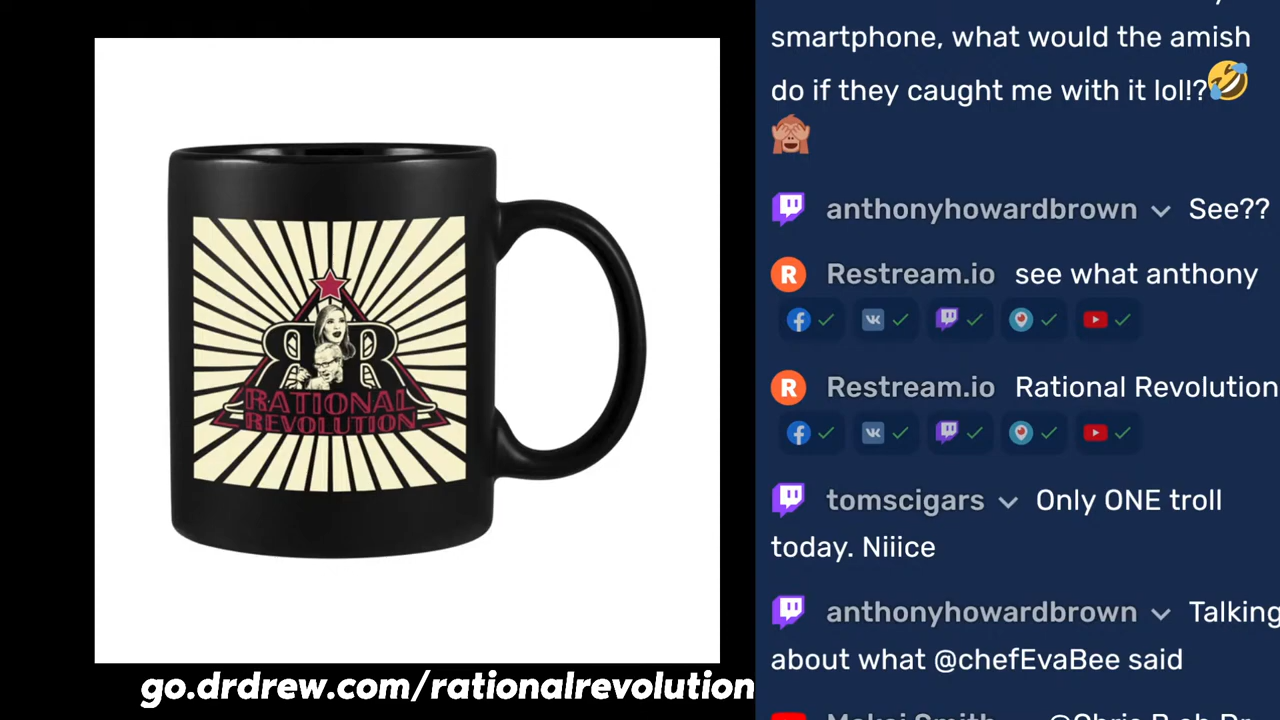 RATIONAL
REVOLUTION
go.drdrew.com/rationalrevolution
smartphone, what would the amish
do if they caught me with it lol!?🤣
🙈
anthonyhowardbrown See??
R Restream.io see what anthony
R Restream.io Rational Revolution
tomscigars Only ONE troll
today. Niiice
anthonyhowardbrown Talking
about what @chefEvaBee said